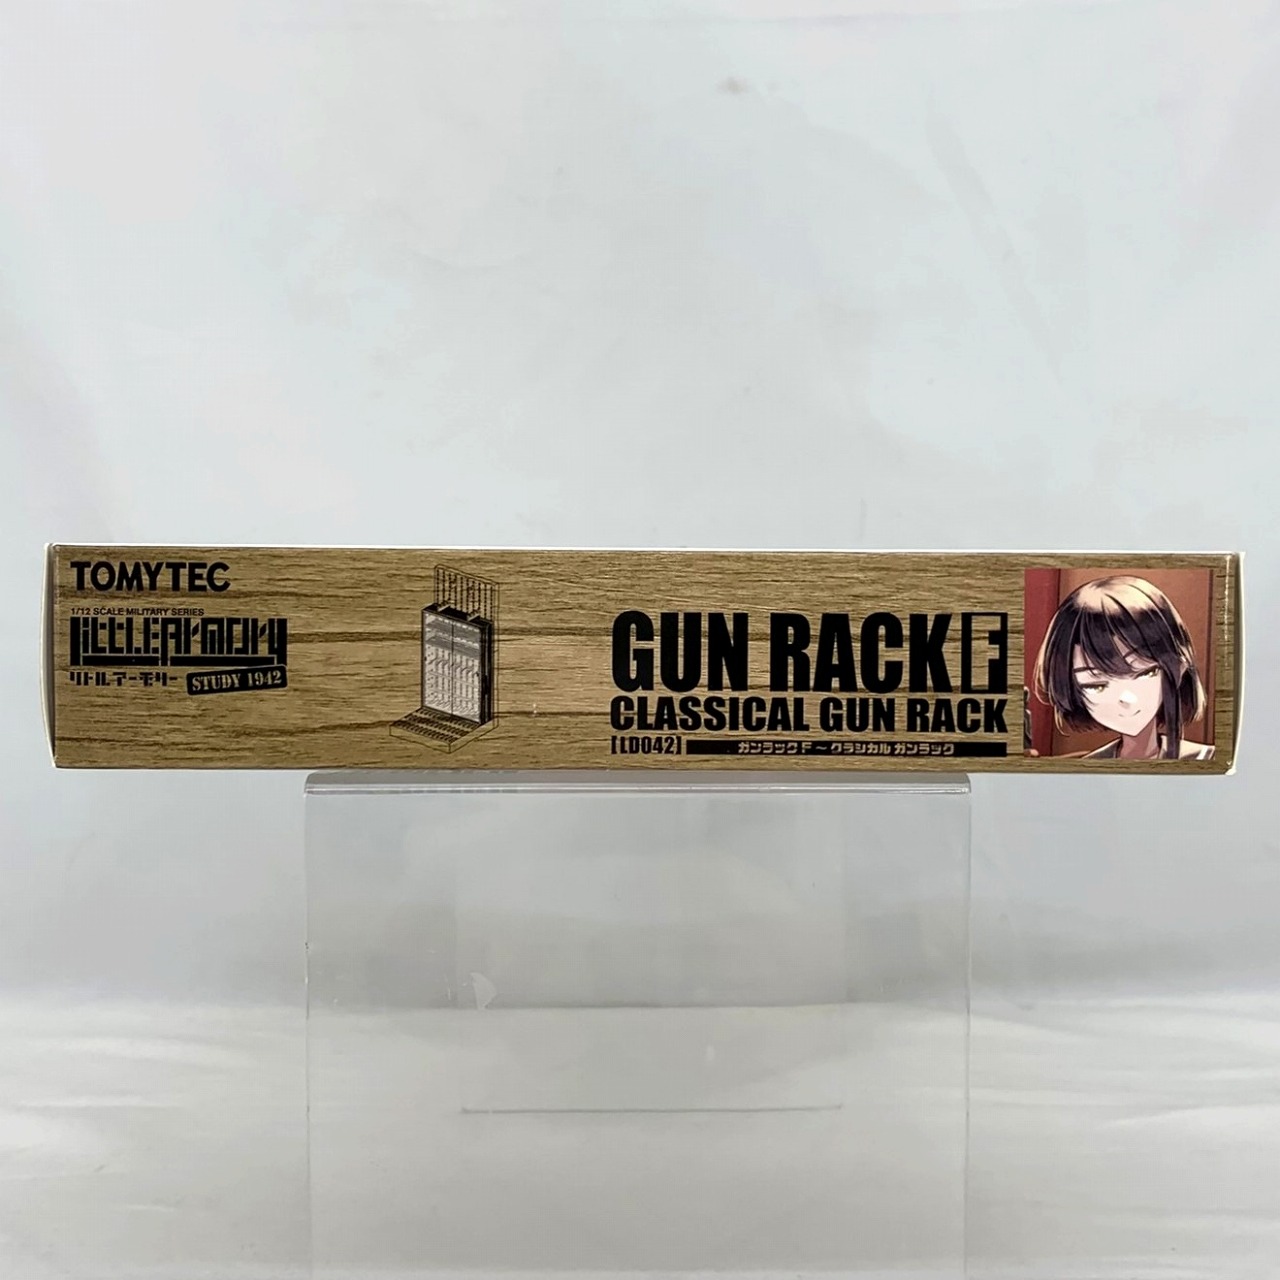 TOMYTEC
1/12 SCALE MILITARY SERIES
LittleArmory
リトルアーモリー
STUDY 1942
GUN RACK F
CLASSICAL GUN RACK
[LD042] ガンラック F ～ クラシカル ガンラック